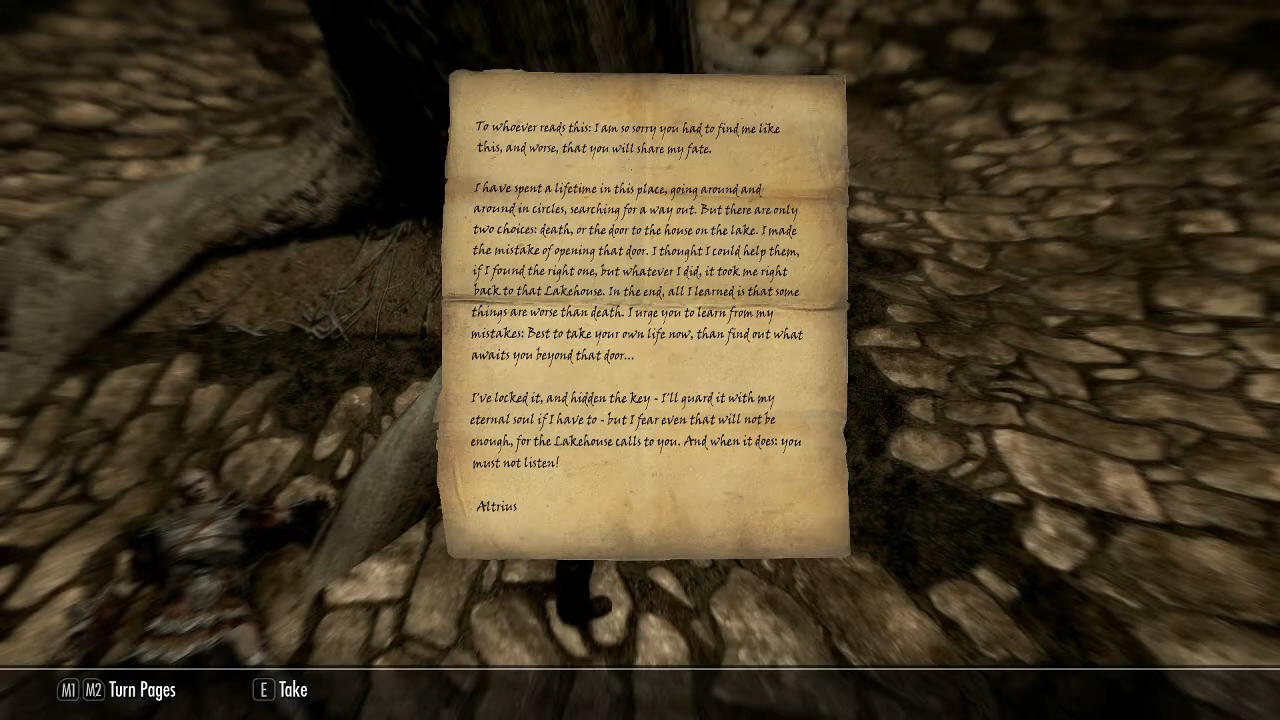 To whoever reads this: I am so sorry you had to find me like
this, and worse, that you will share my fate.
I have spent a lifetime in this place, going around and
around in circles, searching for a way out. But there are only
two choices: death, or the door to the house on the lake. I made
the mistake of opening that door. I thought I could help them,
if I found the right one, but whatever I did, it took me right
back to that Lakehouse. In the end, all I learned is that some
things are worse than death. I urge you to learn from my
mistakes: Best to take your own life now, than find out what
awaits you beyond that door...
I've locked it, and hidden the key - I'll guard it with my
eternal soul if I have to - but I fear even that will not be
enough, for the Lakehouse calls to you. And when it does: you
must not listen!
Altrius
M1 M2 Turn Pages E Take